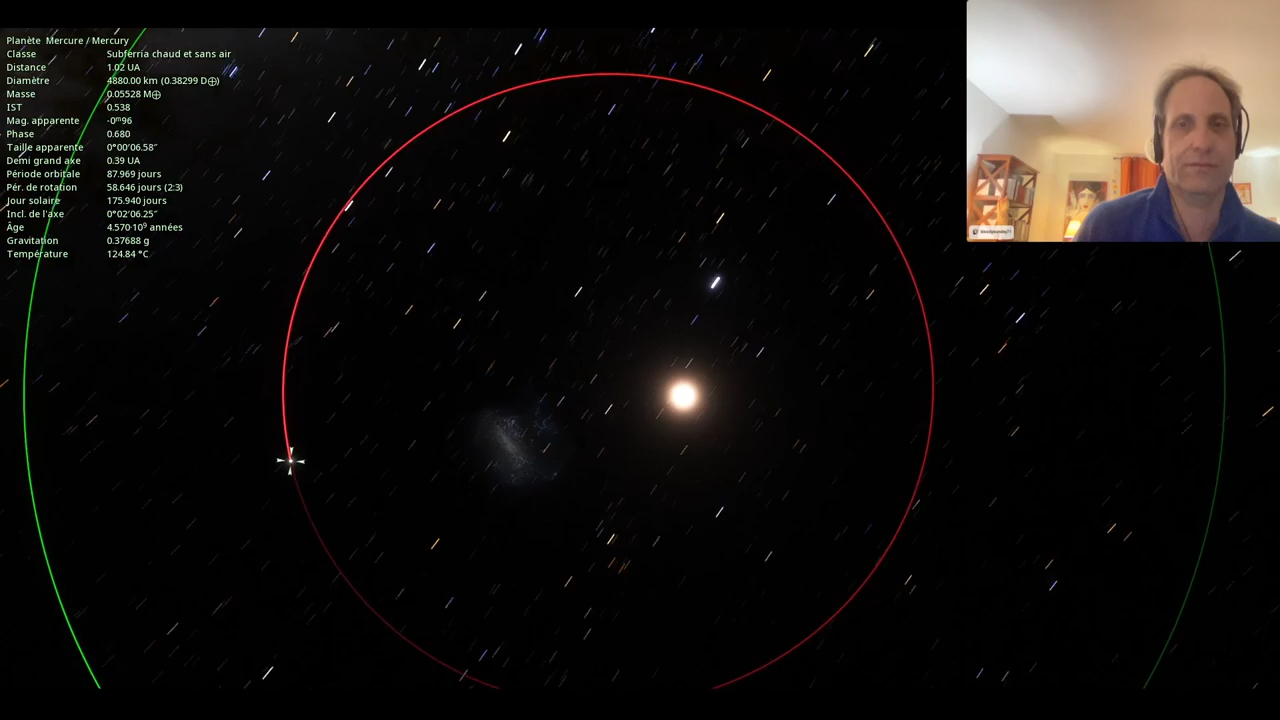 Planète Mercure / Mercury
Classe Subferria chaud et sans air
Distance 1.02 UA
Diamètre 4880.00 km (0.38299 D⊕)
Masse 0.05528 M⊕
IST 0.538
Mag. apparente -0ᵐ96
Phase 0.680
Taille apparente 0°00′06.58″
Demi grand axe 0.39 UA
Période orbitale 87.969 jours
Pér. de rotation 58.646 jours (2:3)
Jour solaire 175.940 jours
Incl. de l'axe 0°02′06.25″
Âge 4.570·10⁹ années
Gravitation 0.37688 g
Température 124.84 °C